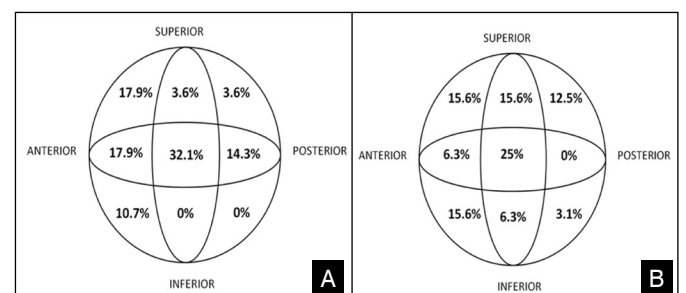 SUPERIOR
17.9% 3.6% 3.6%
ANTERIOR 17.9% 32.1% 14.3% POSTERIOR
10.7% 0% 0%
INFERIOR
A
SUPERIOR
15.6% 15.6% 12.5%
ANTERIOR 6.3% 25% 0% POSTERIOR
15.6% 6.3% 3.1%
INFERIOR
B